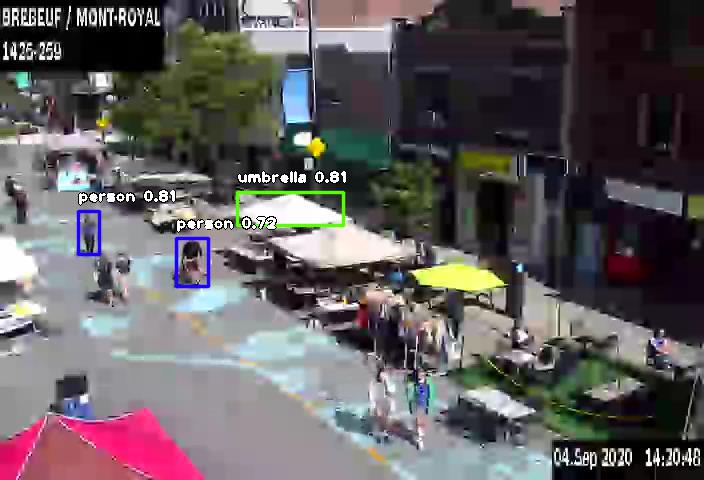 BREBEUF / MONT-ROYAL
1425-259
umbrella 0.81
person 0.81
person 0.72
04.Sep 2020 14:20:48